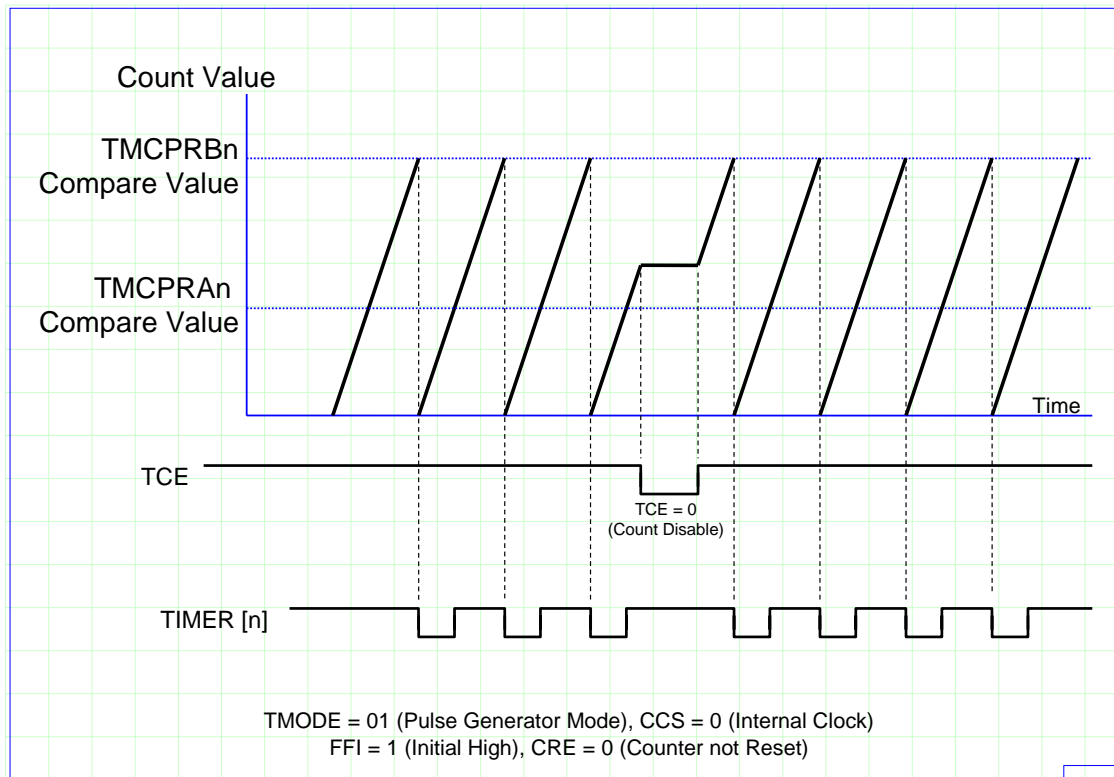 Count Value
TMCPRBn
Compare Value
TMCPRAn
Compare Value
Time
TCE
TCE = 0
(Count Disable)
TIMER [n]
TMODE = 01 (Pulse Generator Mode), CCS = 0 (Internal Clock)
FFI = 1 (Initial High), CRE = 0 (Counter not Reset)